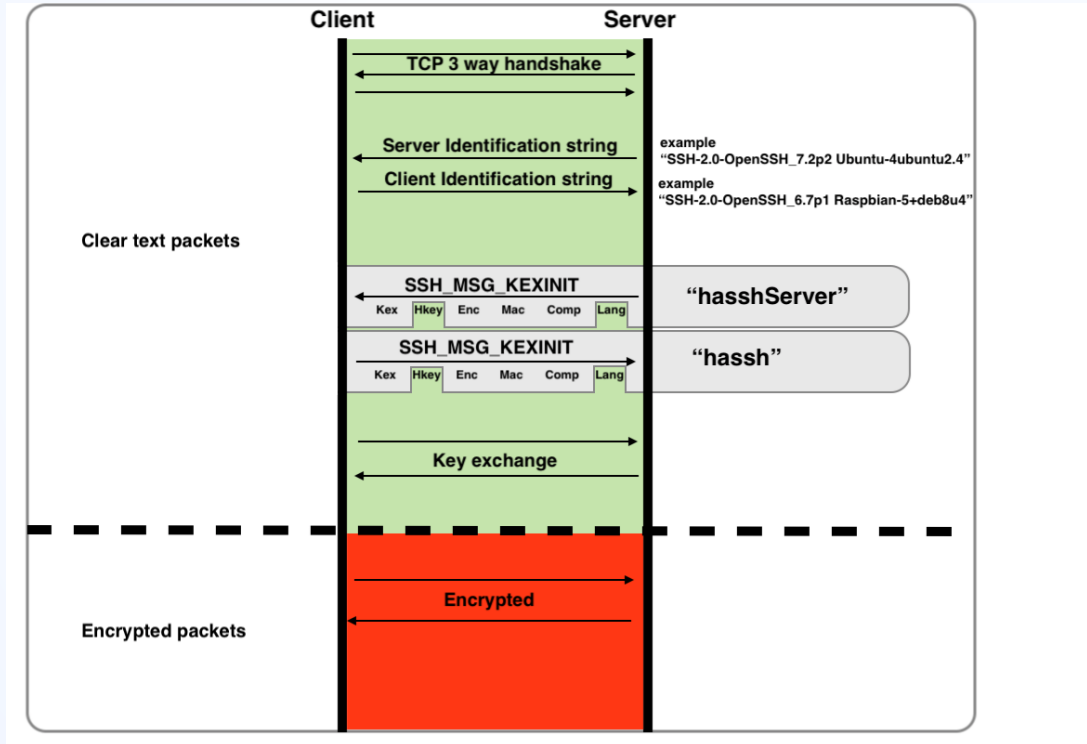 Client
Server
TCP 3 way handshake
Server Identification string
example
“SSH-2.0-OpenSSH_7.2p2 Ubuntu-4ubuntu2.4”
Client Identification string
example
“SSH-2.0-OpenSSH_6.7p1 Raspbian-5+deb8u4”
Clear text packets
SSH_MSG_KEXINIT
“hasshServer”
Kex Hkey Enc Mac Comp Lang
SSH_MSG_KEXINIT
“hassh”
Kex Hkey Enc Mac Comp Lang
Key exchange
Encrypted
Encrypted packets